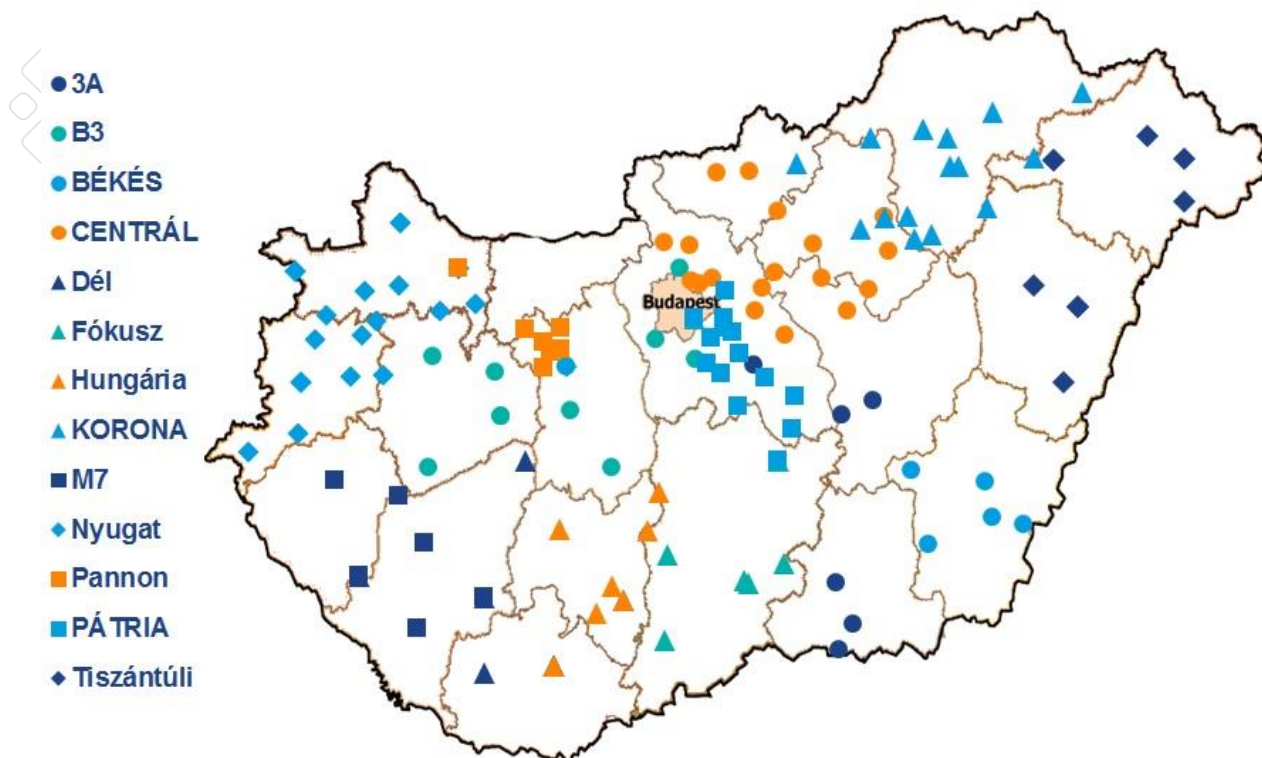 3A
B3
BÉKÉS
CENTRÁL
Dél
Fókusz
Hungária
KORONA
M7
Nyugat
Pannon
PÁTRIA
Tiszántúli
Budapest